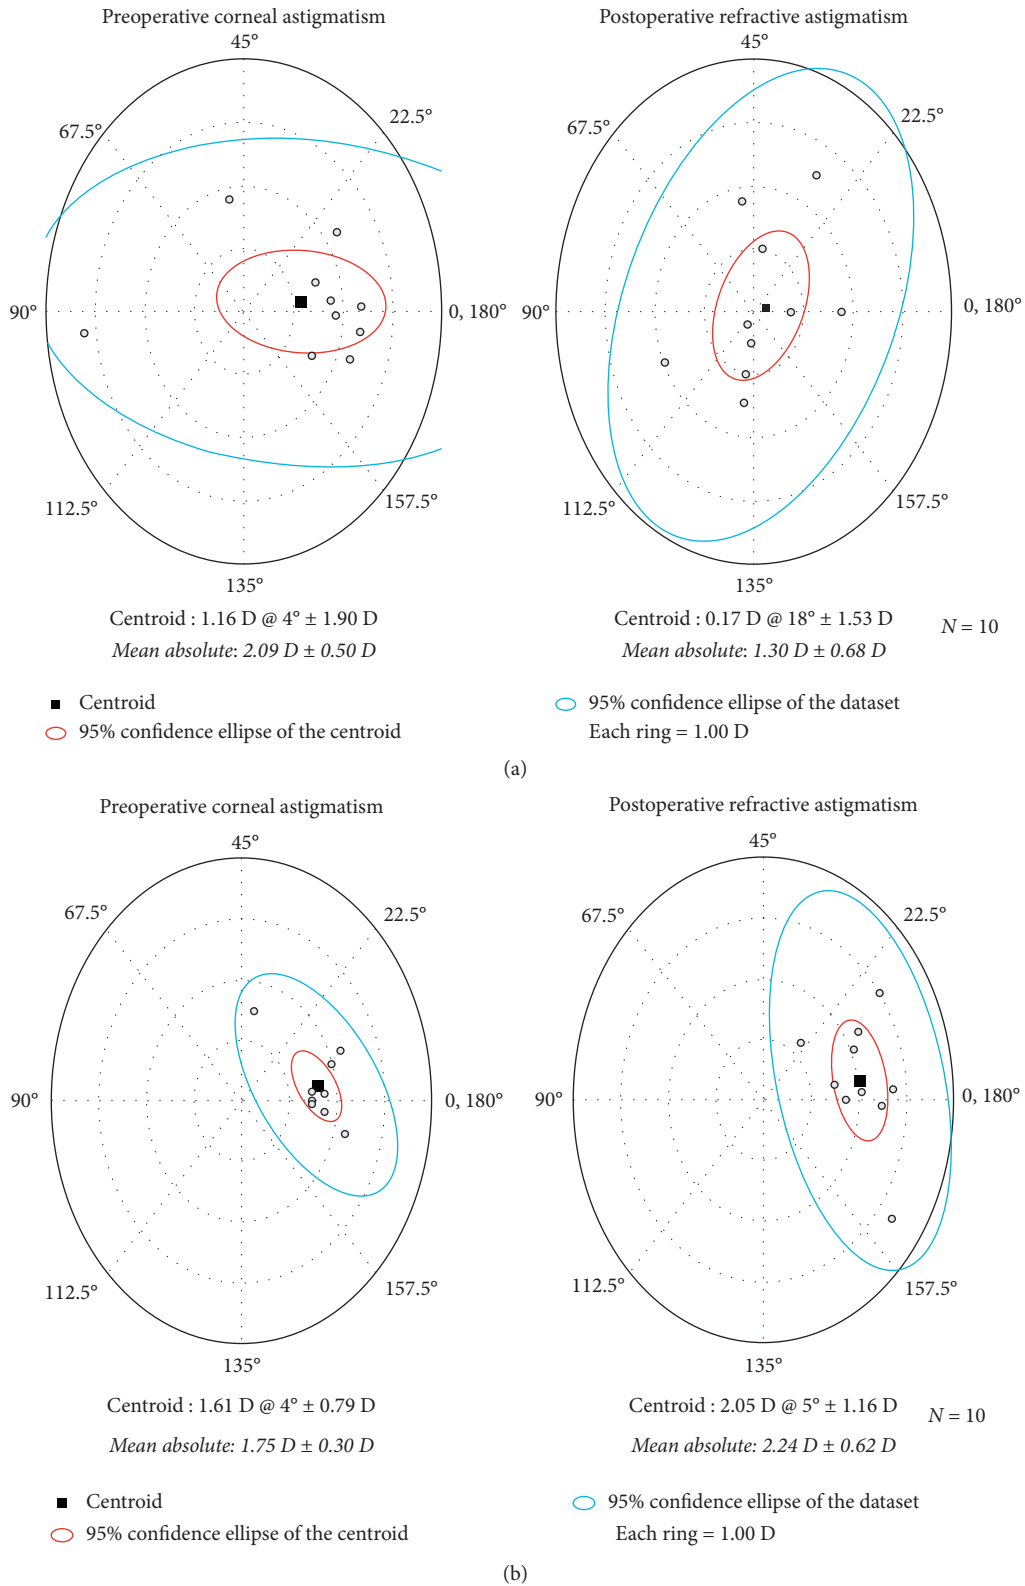 Preoperative corneal astigmatism
45°
22.5°
67.5°
90°
0, 180°
112.5°
157.5°
135°
Centroid : 1.16 D @ 4° ± 1.90 D
Mean absolute: 2.09 D ± 0.50 D
Postoperative refractive astigmatism
45°
22.5°
67.5°
90°
0, 180°
112.5°
157.5°
135°
Centroid : 0.17 D @ 18° ± 1.53 D
Mean absolute: 1.30 D ± 0.68 D
N = 10
Centroid
95% confidence ellipse of the centroid
95% confidence ellipse of the dataset
Each ring = 1.00 D
(a)
Preoperative corneal astigmatism
45°
67.5°
22.5°
90°
0, 180°
112.5°
157.5°
135°
Centroid : 1.61 D @ 4° ± 0.79 D
Mean absolute: 1.75 D ± 0.30 D
Postoperative refractive astigmatism
45°
67.5°
22.5°
90°
0, 180°
112.5°
157.5°
135°
Centroid : 2.05 D @ 5° ± 1.16 D
Mean absolute: 2.24 D ± 0.62 D
N = 10
Centroid
95% confidence ellipse of the centroid
95% confidence ellipse of the dataset
Each ring = 1.00 D
(b)